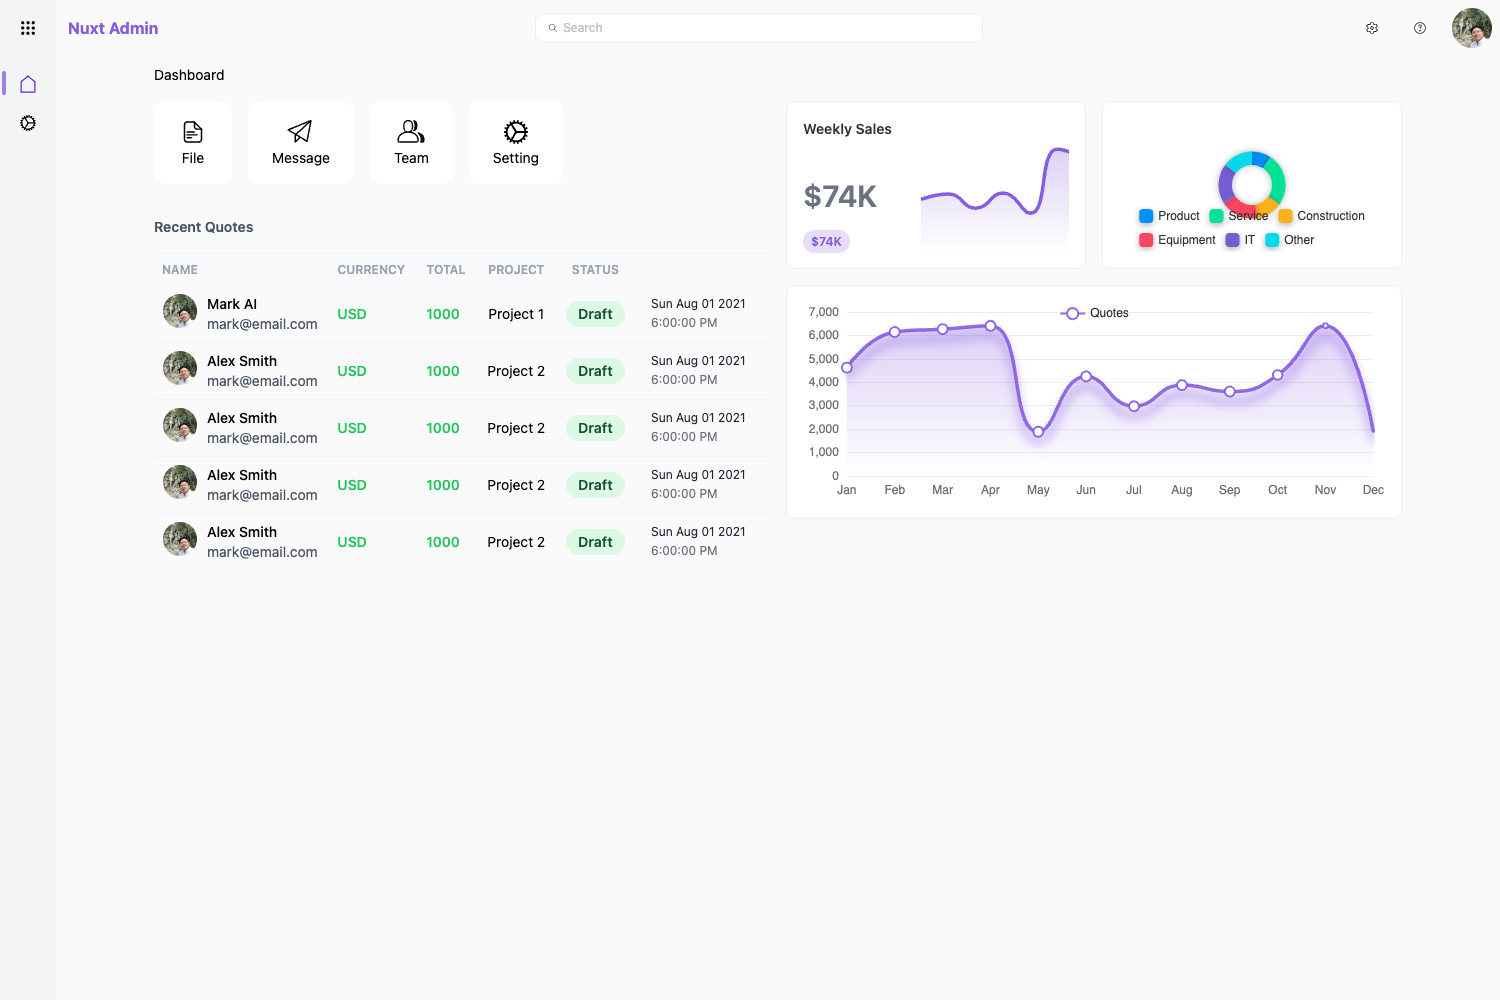 Nuxt Admin
Search
Dashboard
File
Message
Team
Setting
Recent Quotes
NAME CURRENCY TOTAL PROJECT STATUS
Mark Al
mark@email.com
USD 1000 Project 1 Draft
Sun Aug 01 2021
6:00:00 PM
Alex Smith
mark@email.com
USD 1000 Project 2 Draft
Sun Aug 01 2021
6:00:00 PM
Alex Smith
mark@email.com
USD 1000 Project 2 Draft
Sun Aug 01 2021
6:00:00 PM
Alex Smith
mark@email.com
USD 1000 Project 2 Draft
Sun Aug 01 2021
6:00:00 PM
Alex Smith
mark@email.com
USD 1000 Project 2 Draft
Sun Aug 01 2021
6:00:00 PM
Weekly Sales
$74K
$74K
Product Service Construction
Equipment IT Other
Quotes
7,000
6,000
5,000
4,000
3,000
2,000
1,000
0
Jan Feb Mar Apr May Jun Jul Aug Sep Oct Nov Dec